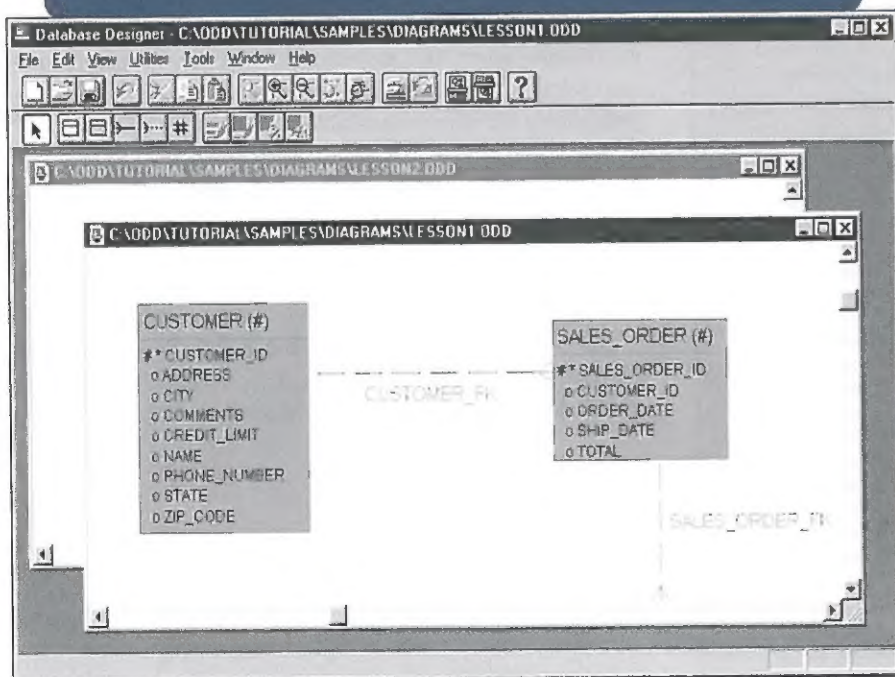 Database Designer - C:\ODD\TUTORIAL\SAMPLES\DIAGRAMS\LESSON1.ODD
File Edit View Utilities Tools Window Help
C:\ODD\TUTORIAL\SAMPLES\DIAGRAMS\LESSON2.ODD
C:\ODD\TUTORIAL\SAMPLES\DIAGRAMS\LESSON1.ODD
CUSTOMER (#)
#* CUSTOMER_ID
o ADDRESS
o CITY
o COMMENTS
o CREDIT_LIMIT
o NAME
o PHONE_NUMBER
o STATE
o ZIP_CODE
CUSTOMER_FK
SALES_ORDER (#)
#* SALES_ORDER_ID
o CUSTOMER_ID
o ORDER_DATE
o SHIP_DATE
o TOTAL
SALES_ORDER_FK